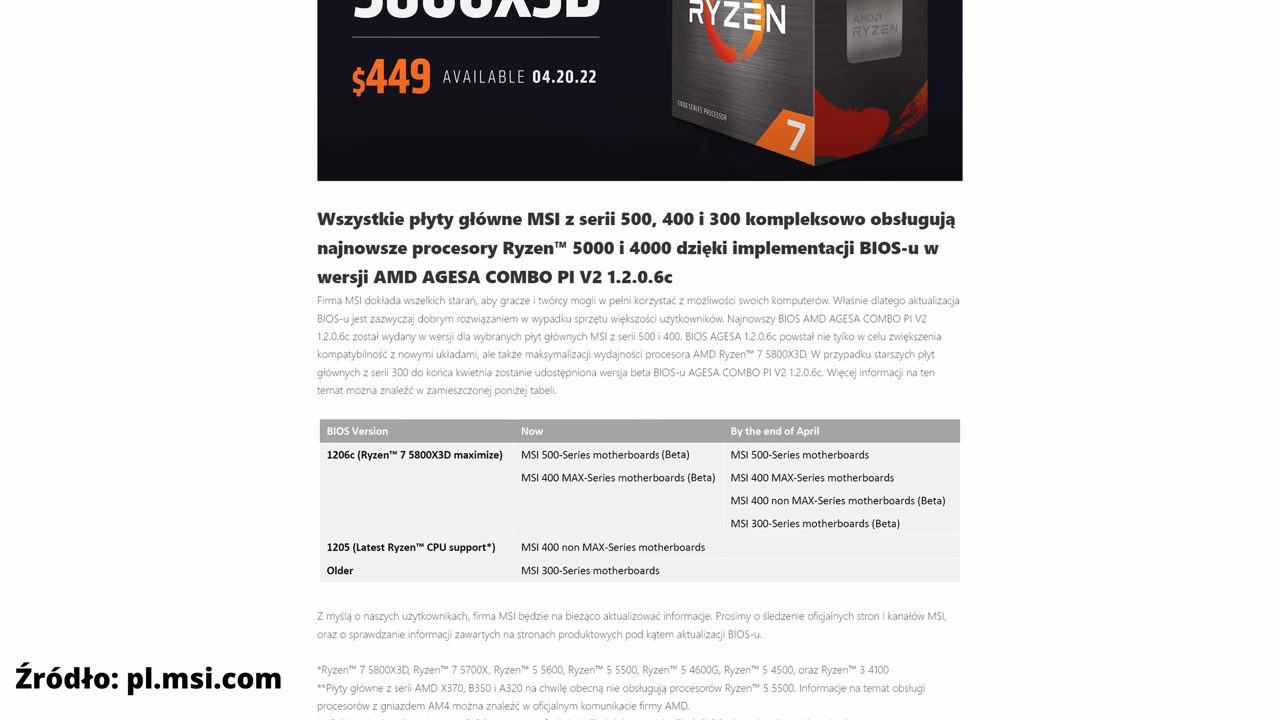 5800X3D
$449 AVAILABLE 04.20.22
RYZEN
AMD
RYZEN
5000 SERIES PROCESSOR
7
Wszystkie płyty główne MSI z serii 500, 400 i 300 kompleksowo obsługują
najnowsze procesory Ryzen™ 5000 i 4000 dzięki implementacji BIOS-u w
wersji AMD AGESA COMBO PI V2 1.2.0.6c
Firma MSI dokłada wszelkich starań, aby gracze i twórcy mogli w pełni korzystać z możliwości swoich komputerów. Właśnie dlatego aktualizacja
BIOS-u jest zazwyczaj dobrym rozwiązaniem w wypadku sprzętu większości użytkowników. Najnowszy BIOS AMD AGESA COMBO PI V2
1.2.0.6c został wydany w wersji dla wybranych płyt głównych MSI z serii 500 i 400. BIOS AGESA 1.2.0.6c powstał nie tylko w celu zwiększenia
kompatybilność z nowymi układami, ale także maksymalizacji wydajności procesora AMD Ryzen™ 7 5800X3D. W przypadku starszych płyt
głównych z serii 300 do końca kwietnia zostanie udostępniona wersja beta BIOS-u AGESA COMBO PI V2 1.2.0.6c. Więcej informacji na ten
temat można znaleźć w zamieszczonej poniżej tabeli.
BIOS Version Now By the end of April
1206c (Ryzen™ 7 5800X3D maximize) MSI 500-Series motherboards (Beta) MSI 500-Series motherboards
MSI 400 MAX-Series motherboards (Beta) MSI 400 MAX-Series motherboards
MSI 400 non MAX-Series motherboards (Beta)
MSI 300-Series motherboards (Beta)
1205 (Latest Ryzen™ CPU support*) MSI 400 non MAX-Series motherboards
Older MSI 300-Series motherboards
Z myślą o naszych użytkownikach, firma MSI będzie na bieżąco aktualizować informacje. Prosimy o śledzenie oficjalnych stron i kanałów MSI,
oraz o sprawdzanie informacji zawartych na stronach produktowych pod kątem aktualizacji BIOS-u.
*Ryzen™ 7 5800X3D, Ryzen™ 7 5700X, Ryzen™ 5 5600, Ryzen™ 5 5500, Ryzen™ 5 4600G, Ryzen™ 5 4500, oraz Ryzen™ 3 4100
**Płyty główne z serii AMD X370, B350 i A320 na chwilę obecną nie obsługują procesorów Ryzen™ 5 5500. Informacje na temat obsługi
procesorów z gniazdem AM4 można znaleźć w oficjalnym komunikacie firmy AMD.
Źródło: pl.msi.com